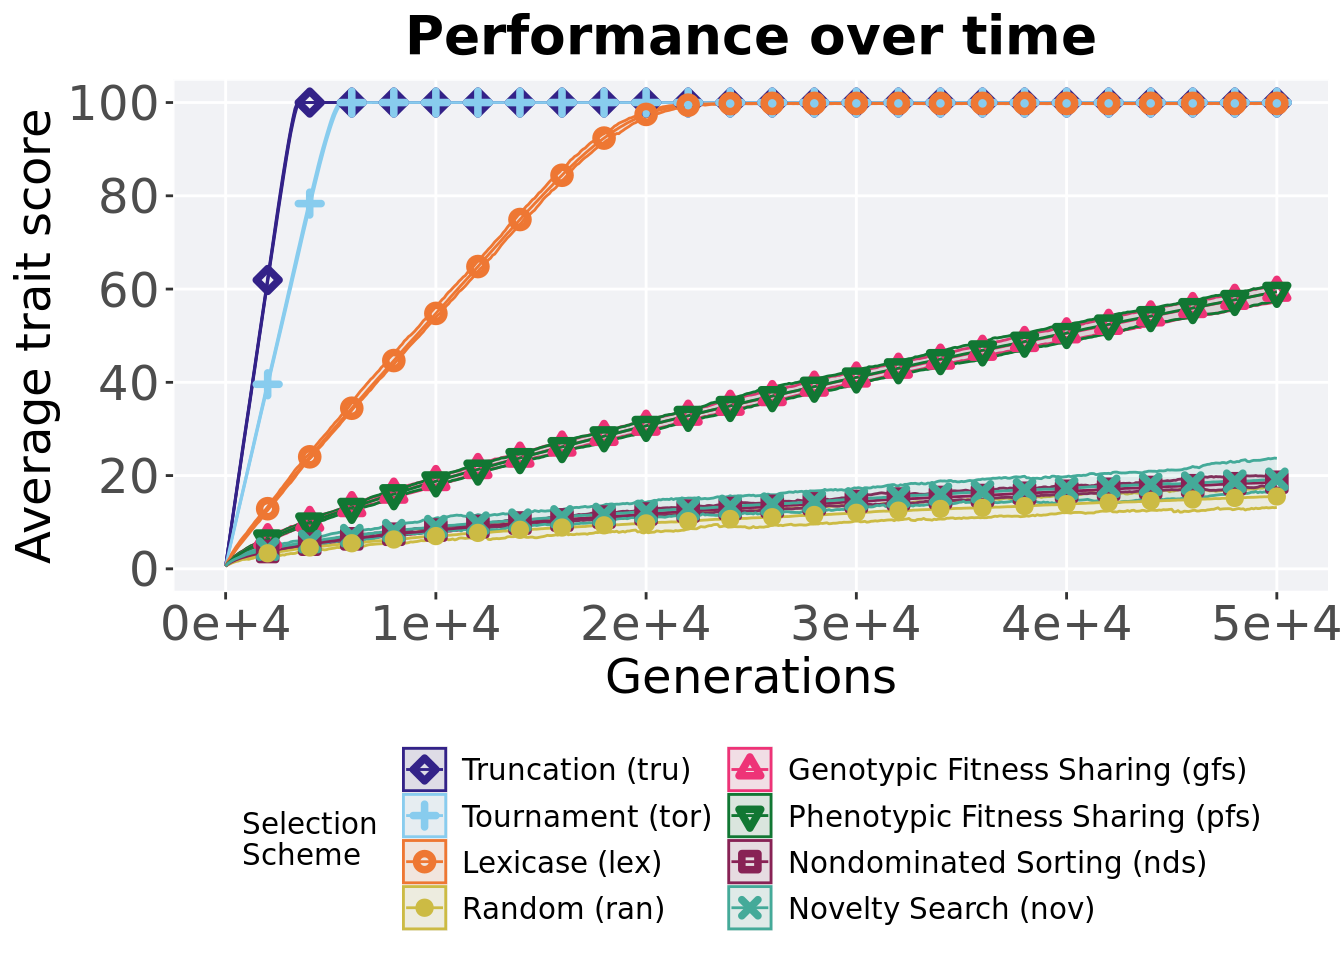 Performance over time
Average trait score
100
80
60
40
20
0
0e+4 1e+4 2e+4 3e+4 4e+4 5e+4
Generations
Selection
Scheme
Truncation (tru)
Tournament (tor)
Lexicase (lex)
Random (ran)
Genotypic Fitness Sharing (gfs)
Phenotypic Fitness Sharing (pfs)
Nondominated Sorting (nds)
Novelty Search (nov)